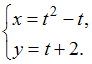 x = t² − t,
y = t + 2.